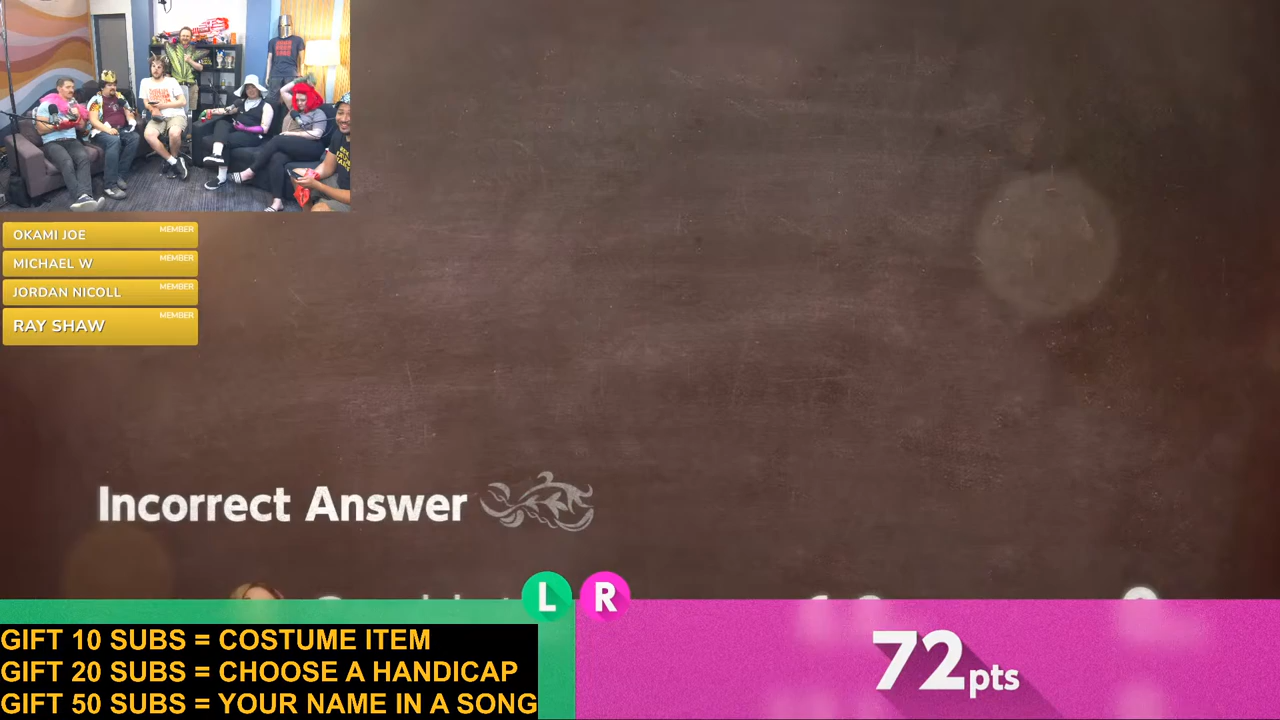 OKAMI JOE MEMBER
MICHAEL W MEMBER
JORDAN NICOLL MEMBER
RAY SHAW MEMBER
Incorrect Answer
L R
72pts
GIFT 10 SUBS = COSTUME ITEM
GIFT 20 SUBS = CHOOSE A HANDICAP
GIFT 50 SUBS = YOUR NAME IN A SONG